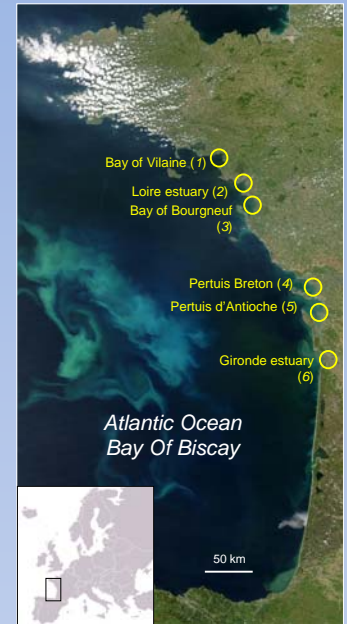 Bay of Vilaine (1)
Loire estuary (2)
Bay of Bourgneuf
(3)
Pertuis Breton (4)
Pertuis d'Antioche (5)
Gironde estuary
(6)
Atlantic Ocean
Bay Of Biscay
50 km